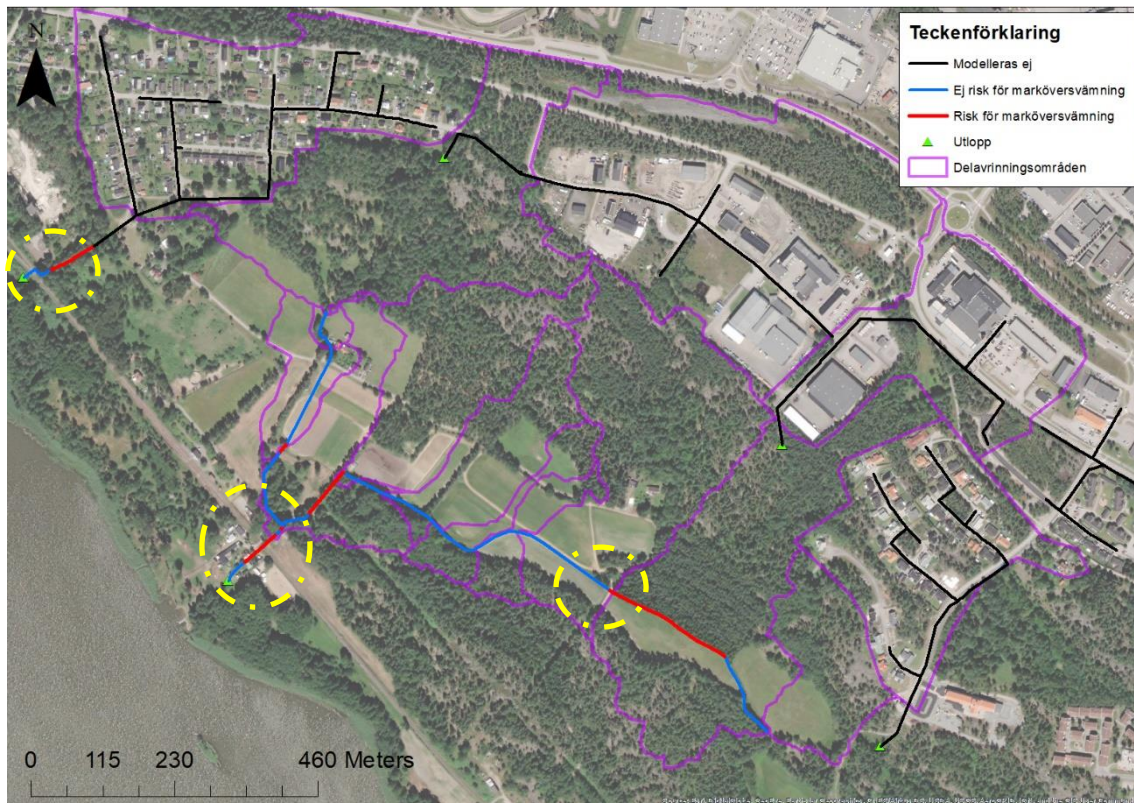 N
Teckenförklaring
Modelleras ej
Ej risk för marköversvämning
Risk för marköversvämning
Utlopp
Delavrinningsområden
0 115 230 460 Meters